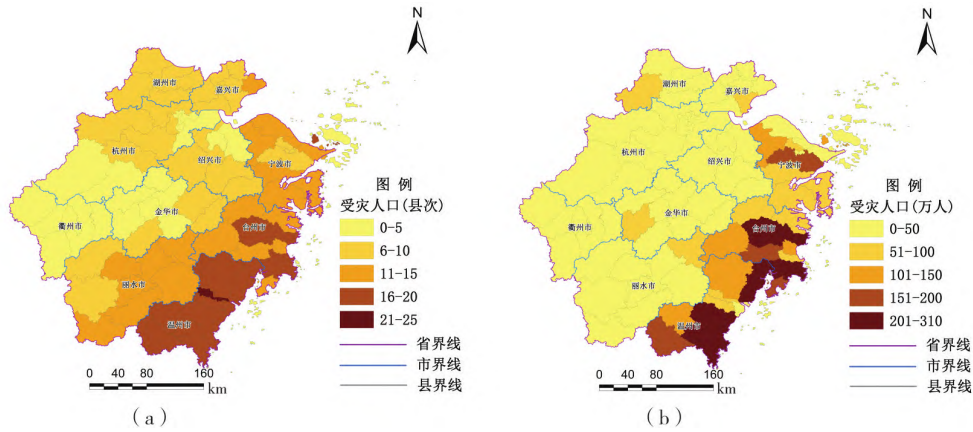 N
湖州市
嘉兴市
杭州市
绍兴市
宁波市
金华市
衢州市
台州市
丽水市
温州市
图 例
受灾人口(县次)
0-5
6-10
11-15
16-20
21-25
省界线
市界线
县界线
0 40 80 160
km
(a)
N
湖州市
嘉兴市
杭州市
绍兴市
宁波市
金华市
衢州市
台州市
丽水市
温州市
图 例
受灾人口(万人)
0-50
51-100
101-150
151-200
201-310
省界线
市界线
县界线
0 40 80 160
km
(b)